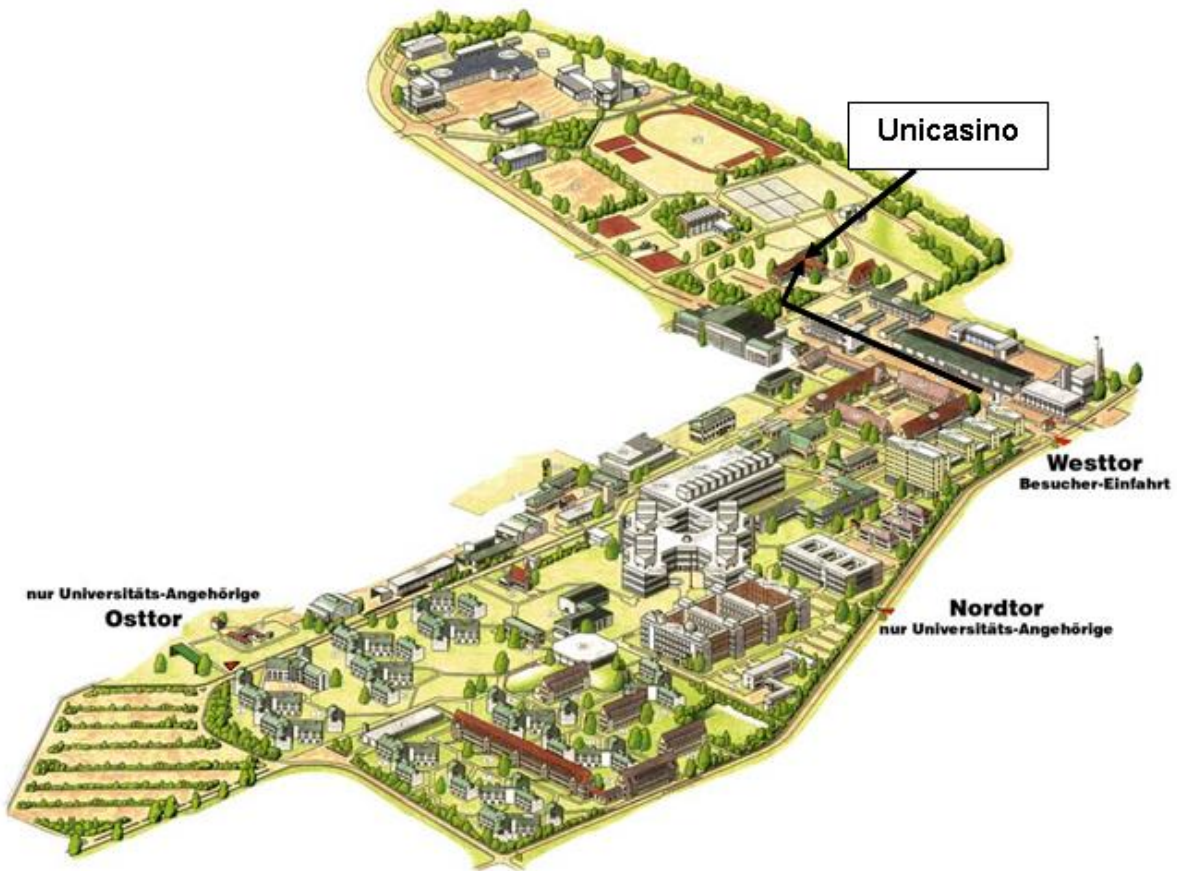 Unicasino
Westtor
Besucher-Einfahrt
nur Universitäts-Angehörige
Osttor
Nordtor
nur Universitäts-Angehörige